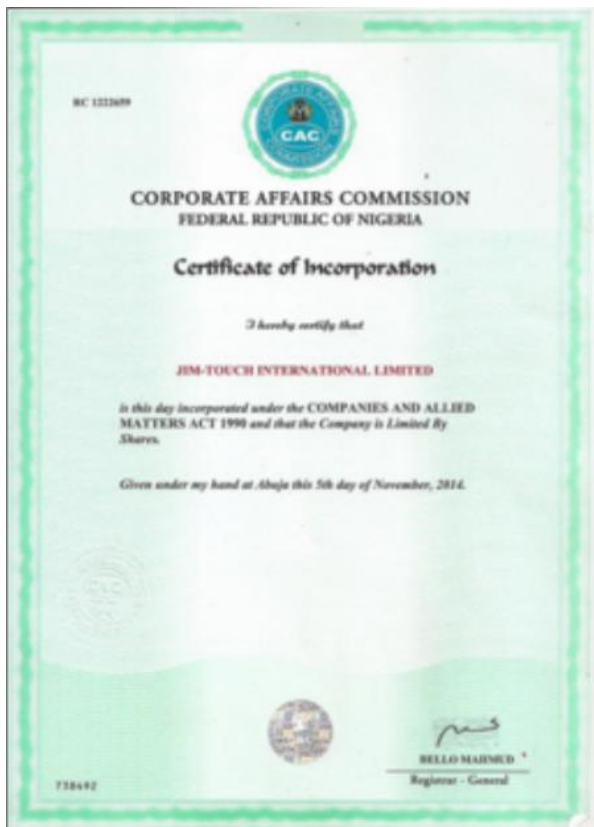 RC 1222659
CORPORATE AFFAIRS COMMISSION
CAC
CORPORATE AFFAIRS COMMISSION
FEDERAL REPUBLIC OF NIGERIA
Certificate of Incorporation
I hereby certify that
JIM-TOUCH INTERNATIONAL LIMITED
is this day incorporated under the COMPANIES AND ALLIED
MATTERS ACT 1990 and that the Company is Limited By
Shares.
Given under my hand at Abuja this 5th day of November, 2014.
BELLO MAHMUD
Registrar - General
738692